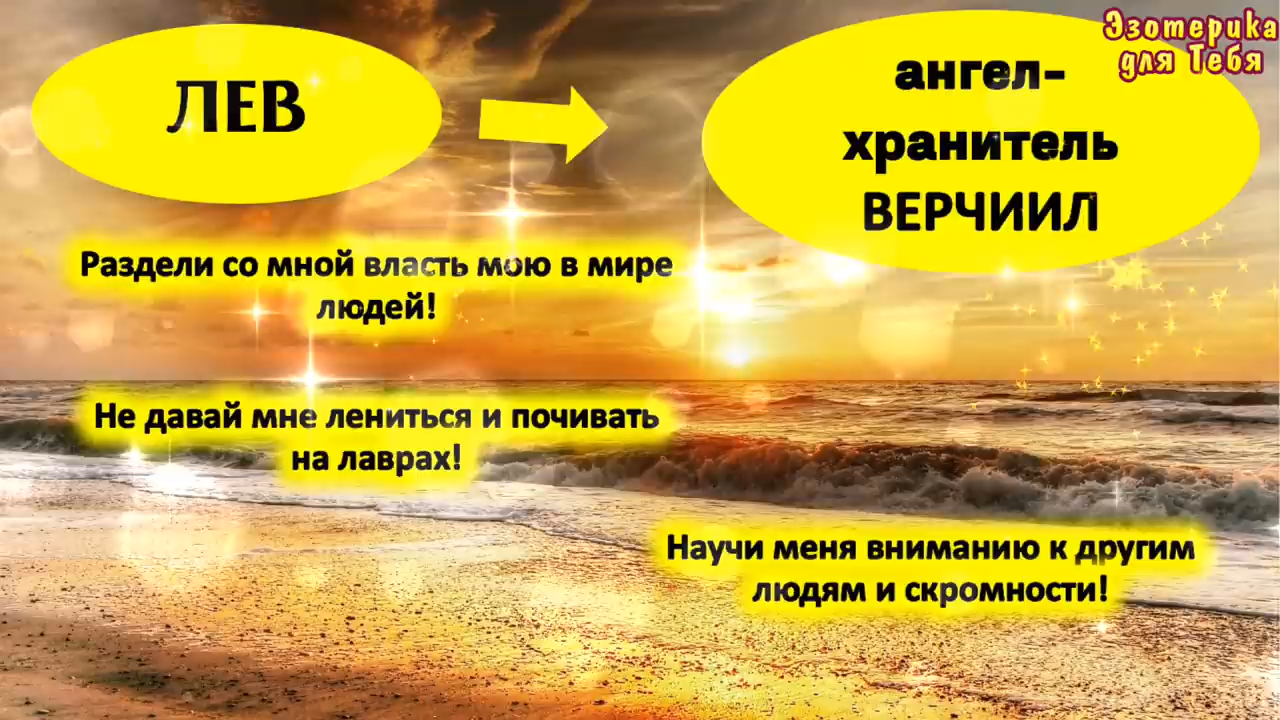 Эзотерика
для Тебя
ЛЕВ
ангел-
хранитель
ВЕРЧИИЛ
Раздели со мной власть мою в мире
людей!
Не давай мне лениться и почивать
на лаврах!
Научи меня вниманию к другим
людям и скромности!